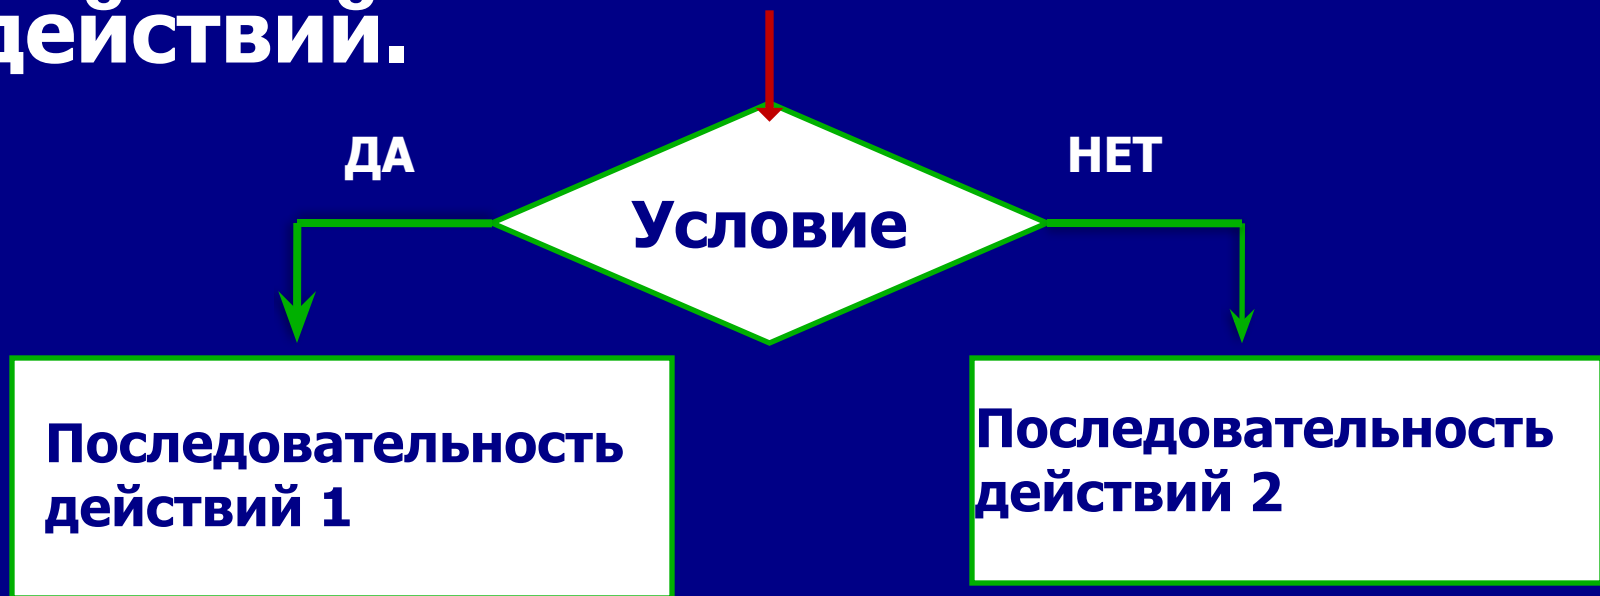 действий.
ДА
НЕТ
Условие
Последовательность
действий 1
Последовательность
действий 2